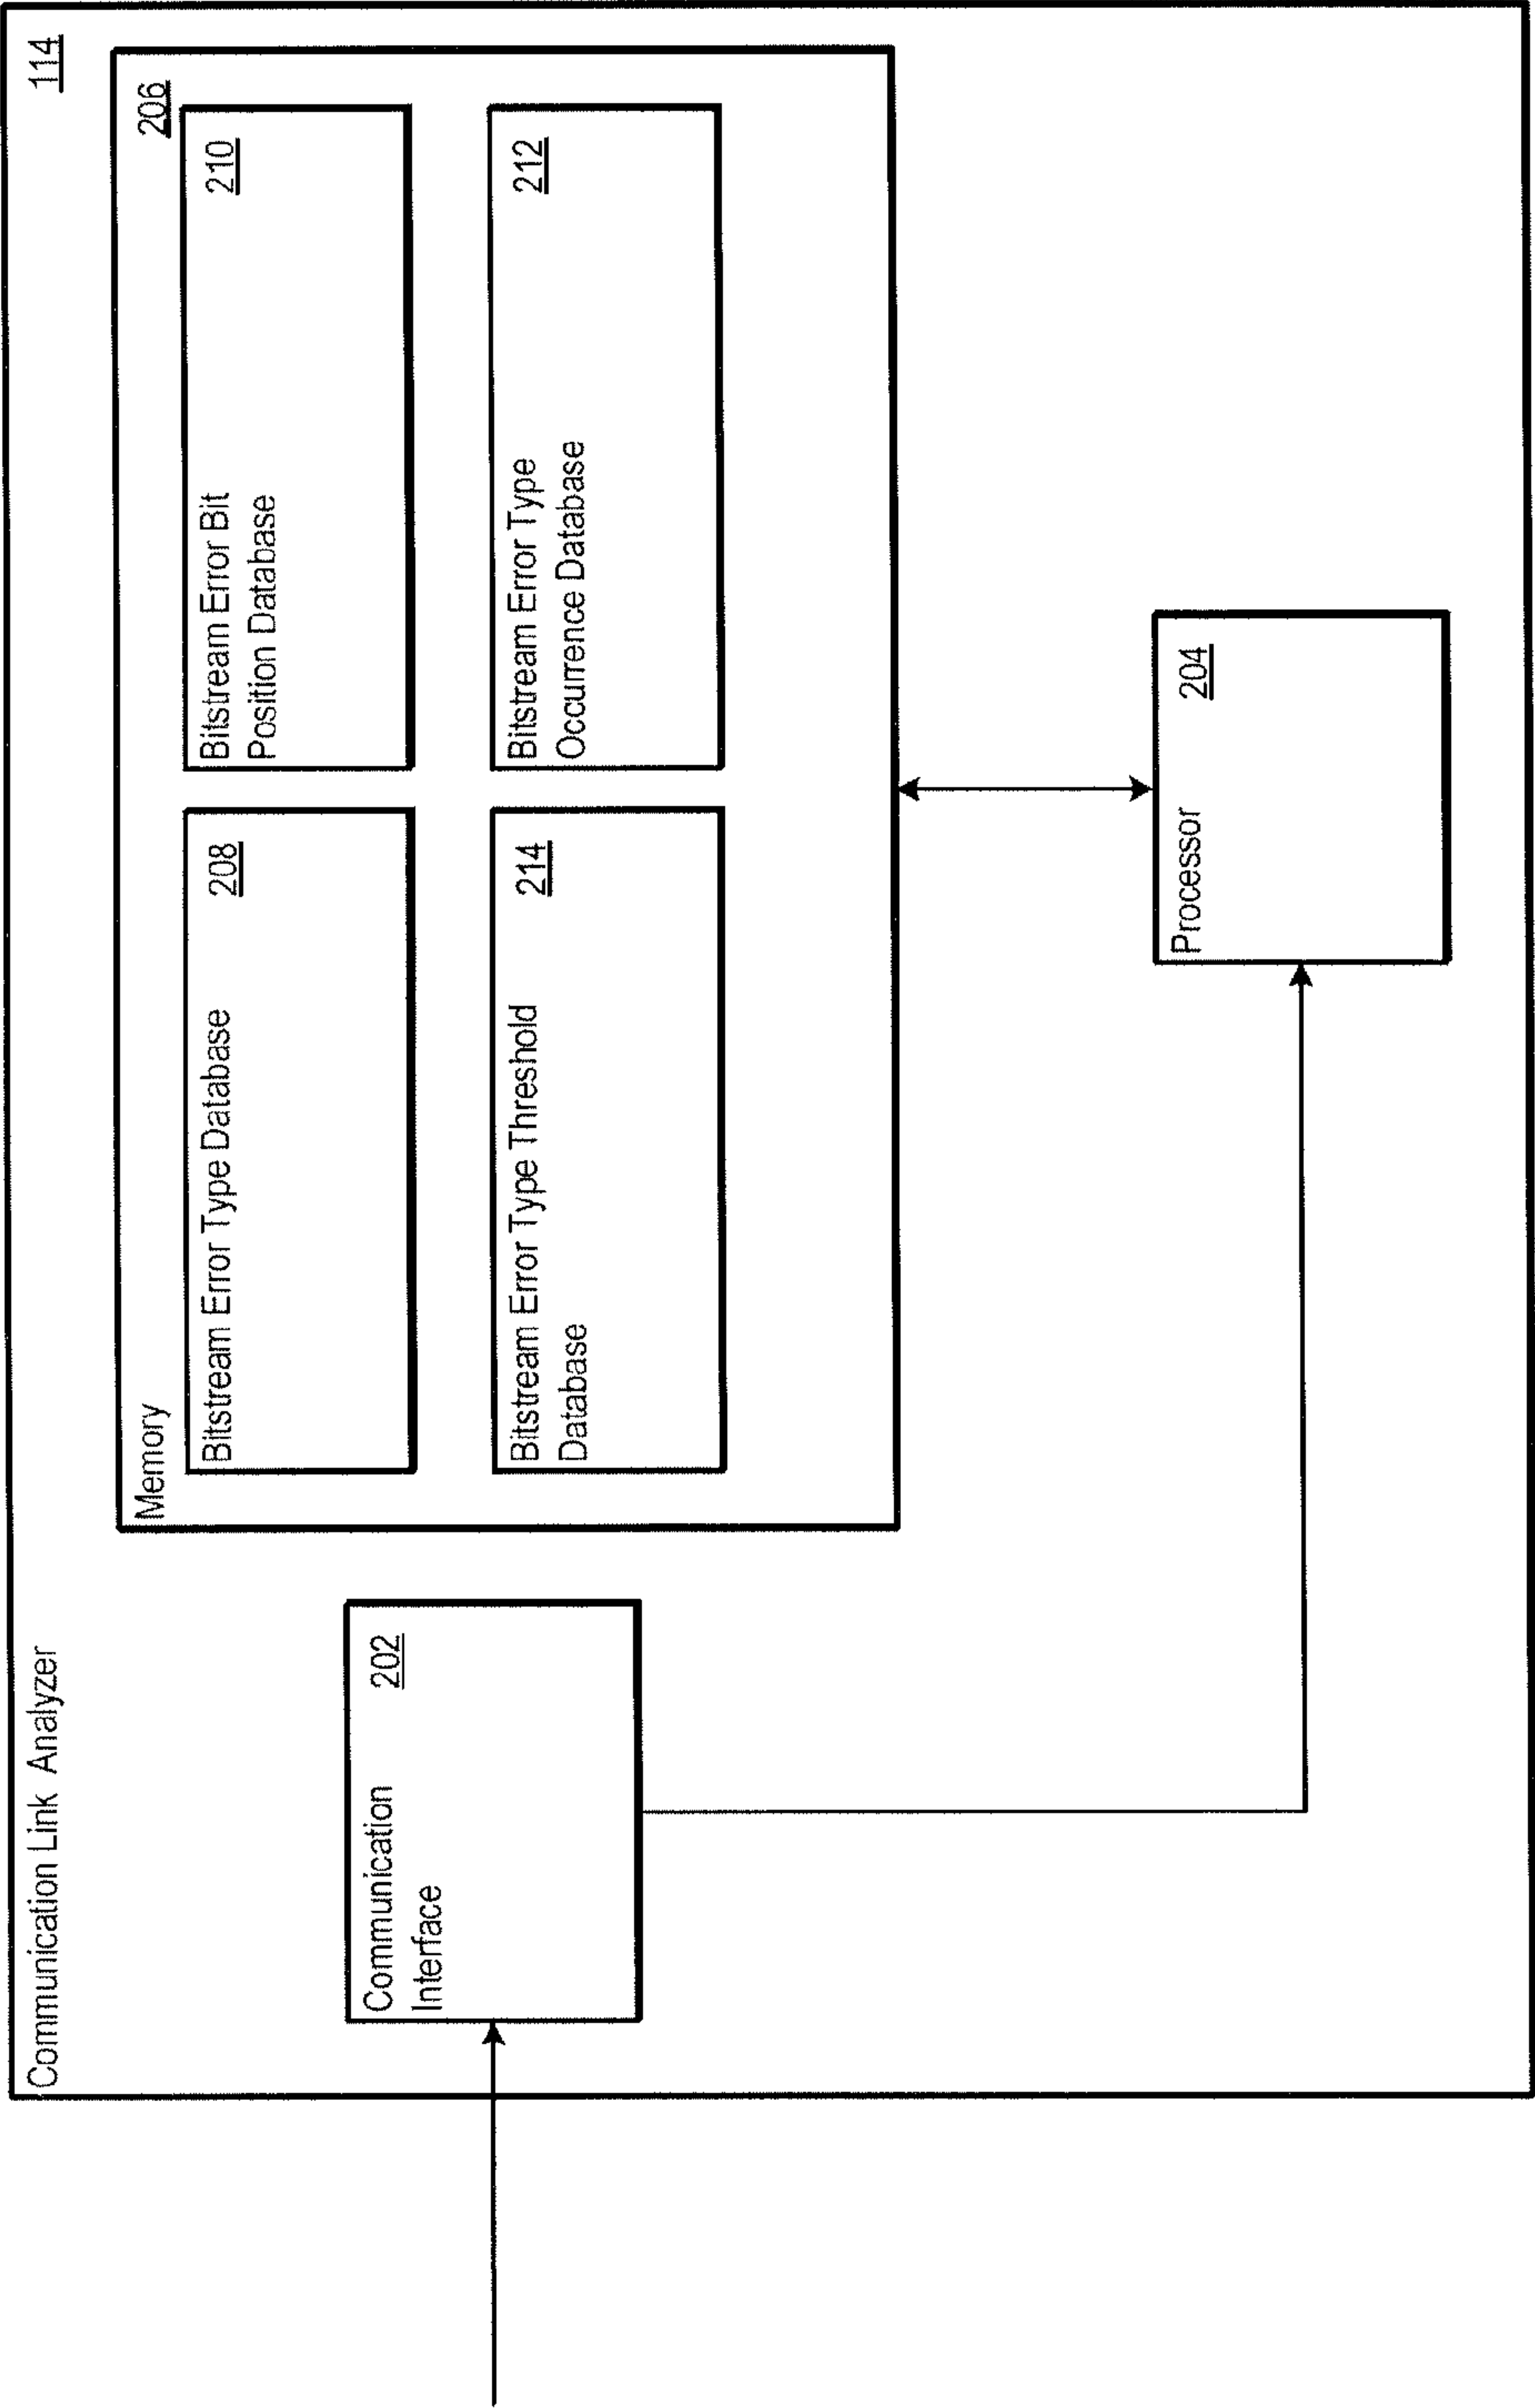 Communication Link Analyzer
114
Memory
206
Bitstream Error Type Database
208
Bitstream Error Bit
Position Database
210
Bitstream Error Type Threshold
Database
214
Bitstream Error Type
Occurrence Database
212
Communication
Interface
202
Processor
204